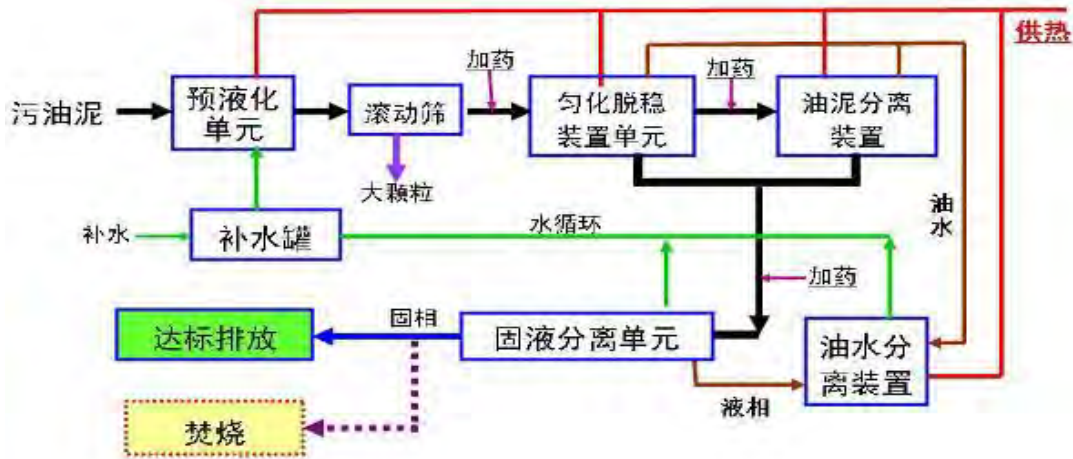 供热
加药
加药
污油泥
预液化
单元
滚动筛
匀化脱稳
装置单元
油泥分离
装置
大颗粒
油水
补水
补水罐
水循环
加药
固相
达标排放
固液分离单元
油水分
离装置
液相
焚烧